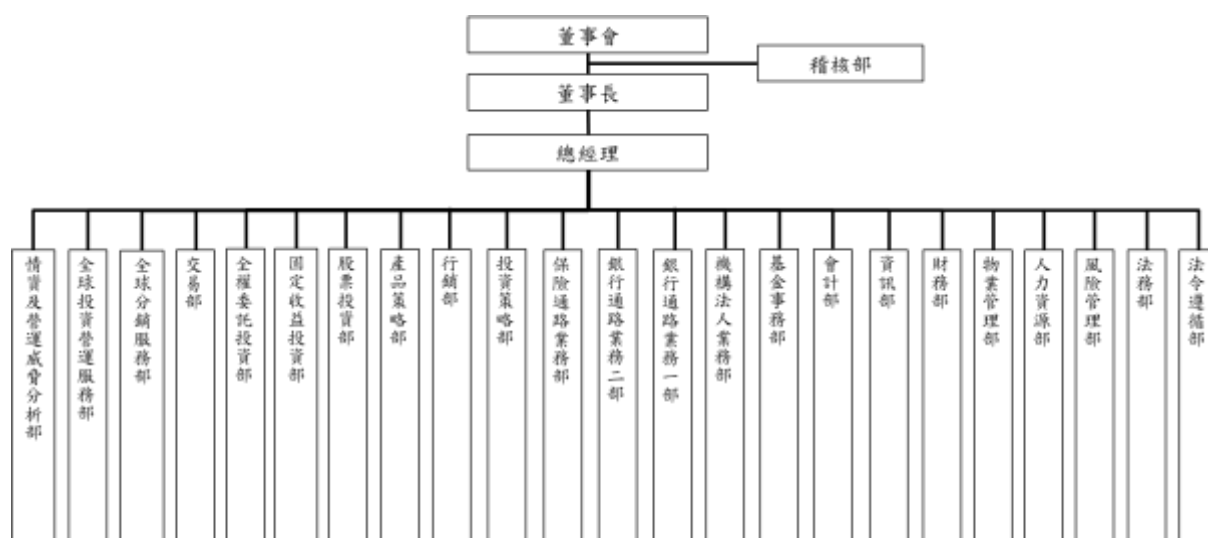 董事會
稽核部
董事長
總經理
情資及營運威脅分析部
全球投資營運服務部
全球分銷服務部
交易部
全權委託投資部
固定收益投資部
股票投資部
產品策略部
行銷部
投資策略部
保險通路業務部
銀行通路業務二部
銀行通路業務一部
機構法人業務部
基金事務部
會計部
資訊部
財務部
物業管理部
人力資源部
風險管理部
法務部
法令遵循部